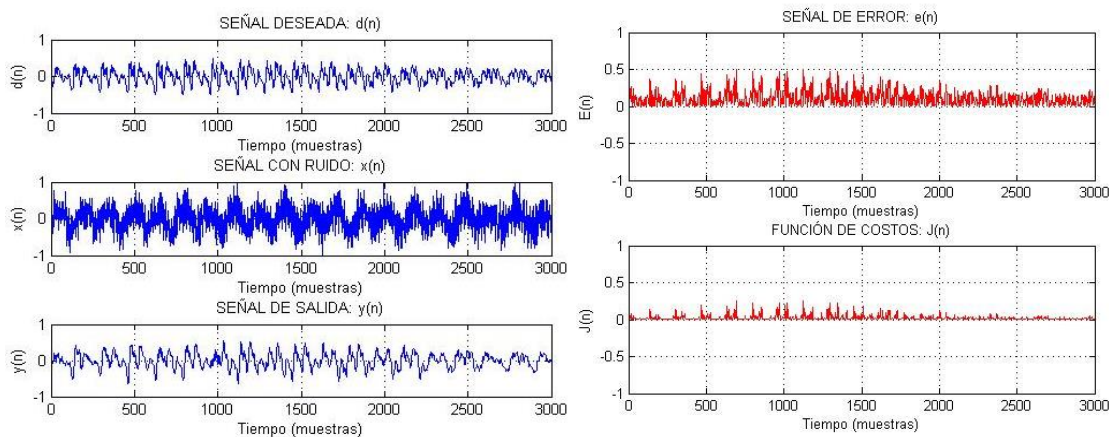 SEÑAL DESEADA: d(n)
1
0
-1
d(n)
0 500 1000 1500 2000 2500 3000
Tiempo (muestras)
SEÑAL CON RUIDO: x(n)
1
0
-1
x(n)
0 500 1000 1500 2000 2500 3000
Tiempo (muestras)
SEÑAL DE SALIDA: y(n)
1
0
-1
y(n)
0 500 1000 1500 2000 2500 3000
Tiempo (muestras)
SEÑAL DE ERROR: e(n)
1
0.5
0
-0.5
-1
E(n)
0 500 1000 1500 2000 2500 3000
Tiempo (muestras)
FUNCIÓN DE COSTOS: J(n)
1
0.5
0
-0.5
-1
J(n)
0 500 1000 1500 2000 2500 3000
Tiempo (muestras)